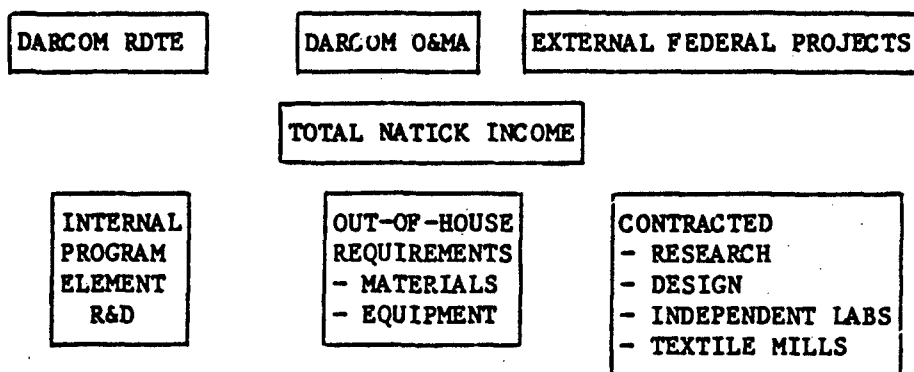 DARCOM RDTE
DARCOM O&MA
EXTERNAL FEDERAL PROJECTS
TOTAL NATICK INCOME
INTERNAL
PROGRAM
ELEMENT
R&D
OUT-OF-HOUSE
REQUIREMENTS
- MATERIALS
- EQUIPMENT
CONTRACTED
- RESEARCH
- DESIGN
- INDEPENDENT LABS
- TEXTILE MILLS